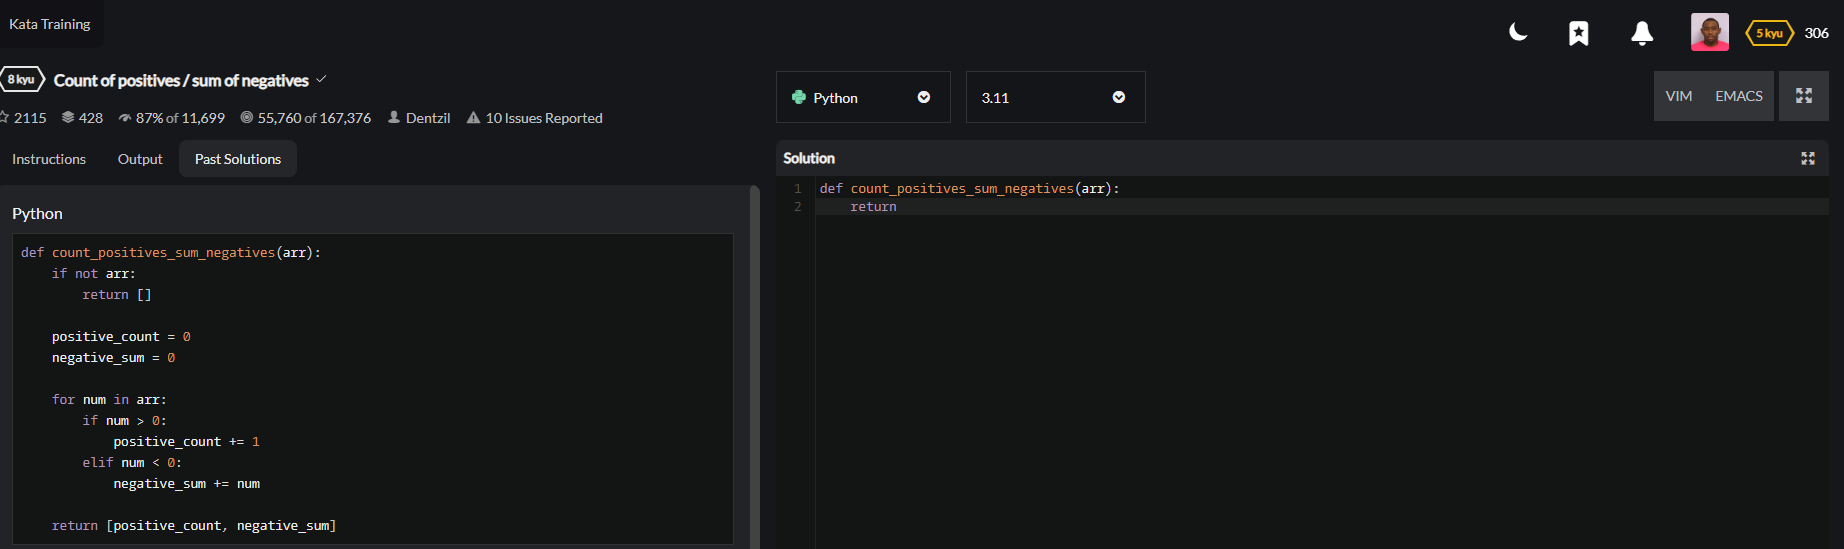 Kata Training
5 kyu 306
8 kyu Count of positives / sum of negatives
2115 428 87% of 11,699 55,760 of 167,376 Dentzil 10 Issues Reported
Instructions Output Past Solutions
Python
def count_positives_sum_negatives(arr):
    if not arr:
        return []
    positive_count = 0
    negative_sum = 0
    for num in arr:
        if num > 0:
            positive_count += 1
        elif num < 0:
            negative_sum += num
    return [positive_count, negative_sum]
Python 3.11 VIM EMACS
Solution
1 def count_positives_sum_negatives(arr):
2     return